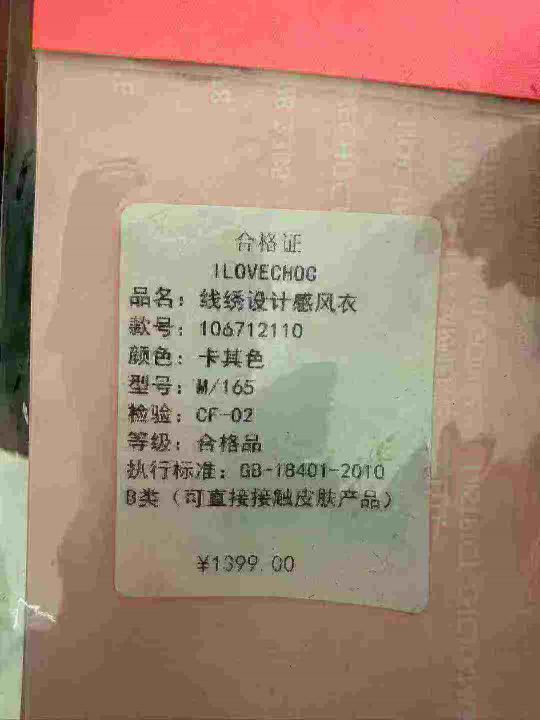 合格证
ILOVECHOC
品名：线绣设计感风衣
款号：106712110
颜色：卡其色
型号：M/165
检验：CF-02
等级：合格品
执行标准：GB-18401-2010
B类（可直接接触皮肤产品）
¥1399.00